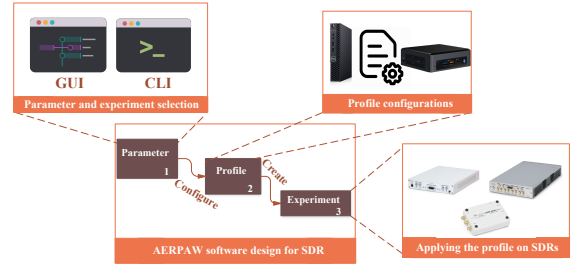 GUI
CLI
Parameter and experiment selection
Profile configurations
Parameter
1
Configure
Profile
2
Create
Experiment
3
AERPAW software design for SDR
Applying the profile on SDRs